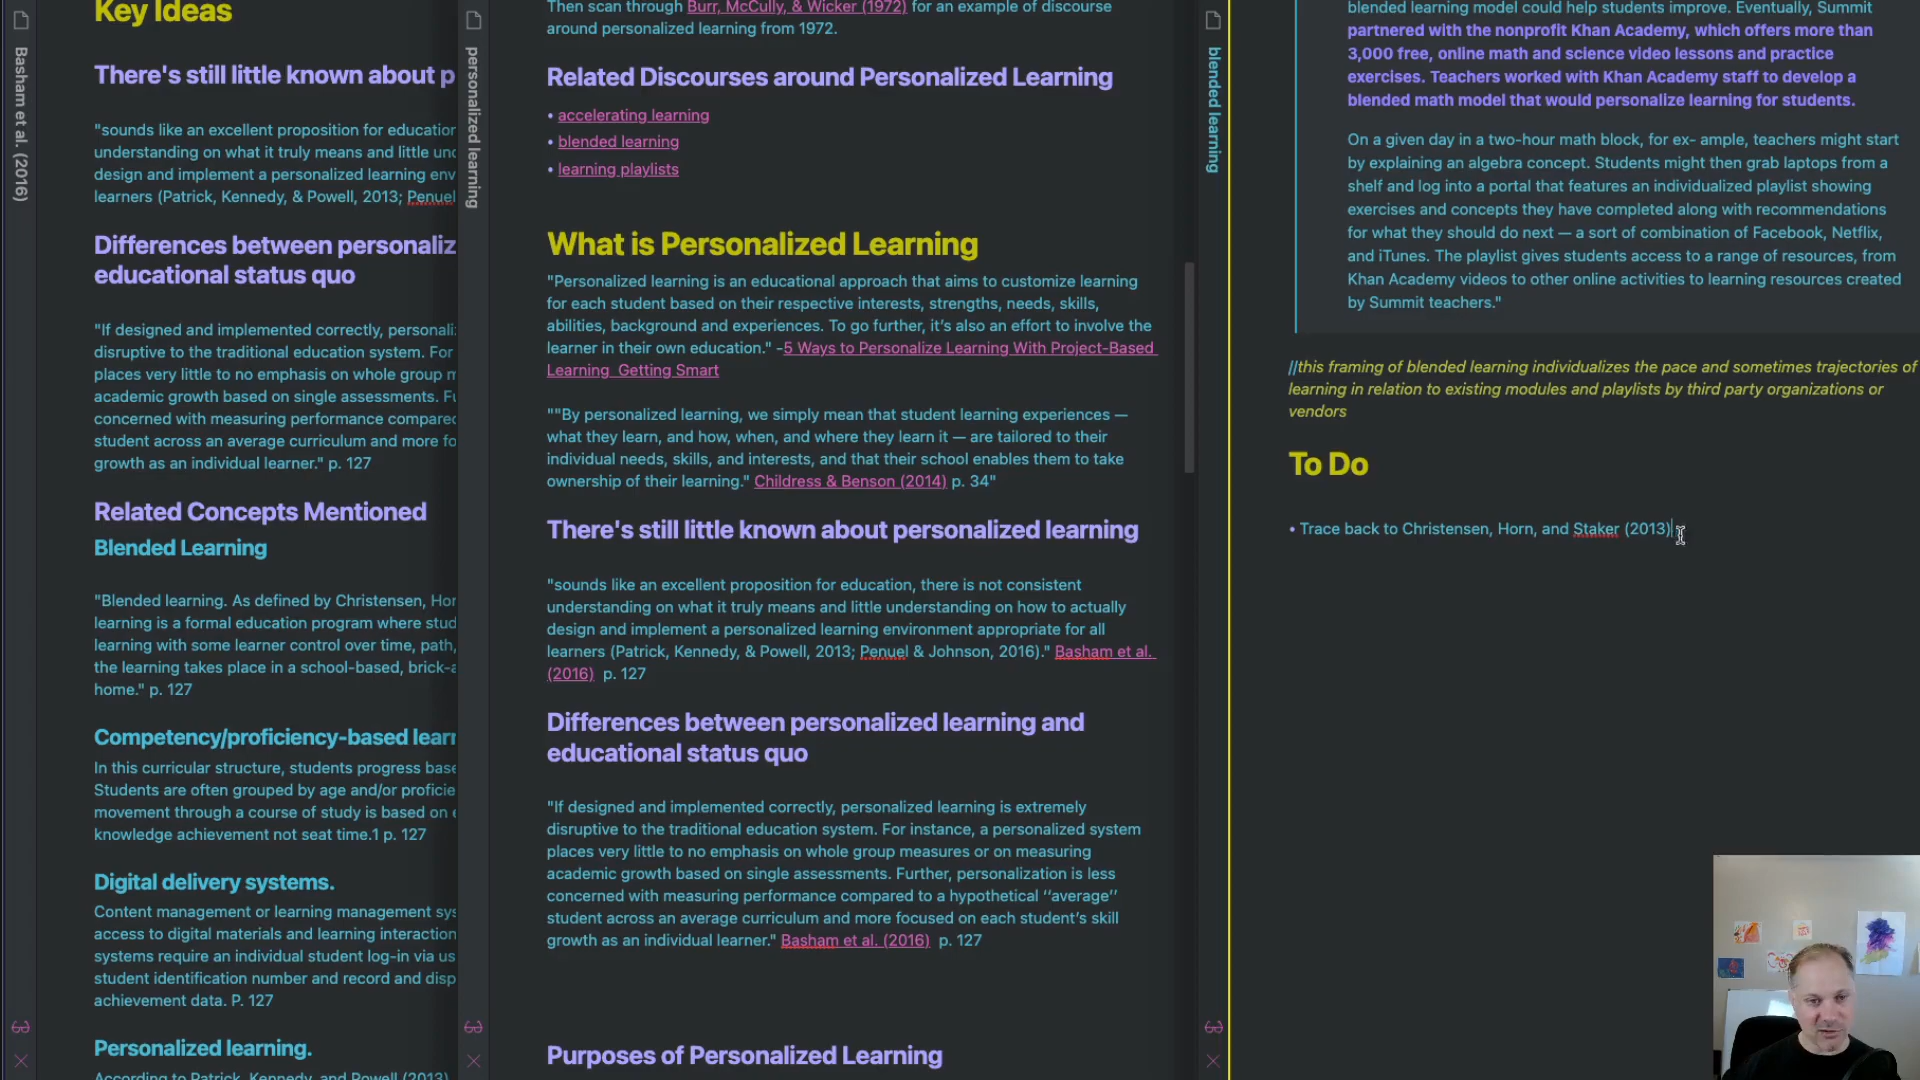 Basham et al. (2016)
Key Ideas
There's still little known about p
"sounds like an excellent proposition for education
understanding on what it truly means and little und
design and implement a personalized learning env
learners (Patrick, Kennedy, & Powell, 2013; Penuel
Differences between personaliz
educational status quo
"If designed and implemented correctly, personali
disruptive to the traditional education system. For
places very little to no emphasis on whole group m
academic growth based on single assessments. Fu
concerned with measuring performance compared
student across an average curriculum and more fo
growth as an individual learner." p. 127
Related Concepts Mentioned
Blended Learning
"Blended learning. As defined by Christensen, Hor
learning is a formal education program where stud
learning with some learner control over time, path,
the learning takes place in a school-based, brick-a
home." p. 127
Competency/proficiency-based learn
In this curricular structure, students progress base
Students are often grouped by age and/or proficie
movement through a course of study is based on
knowledge achievement not seat time.1 p. 127
Digital delivery systems.
Content management or learning management sys
access to digital materials and learning interaction
systems require an individual student log-in via us
student identification number and record and disp
achievement data. P. 127
Personalized learning.
According to Patrick, Kennedy, and Powell (2013)
personalized learning
Then scan through Burr, McCully, & Wicker (1972) for an example of discourse
around personalized learning from 1972.
Related Discourses around Personalized Learning
• accelerating learning
• blended learning
• learning playlists
What is Personalized Learning
"Personalized learning is an educational approach that aims to customize learning
for each student based on their respective interests, strengths, needs, skills,
abilities, background and experiences. To go further, it's also an effort to involve the
learner in their own education." -5 Ways to Personalize Learning With Project-Based
Learning Getting Smart
""By personalized learning, we simply mean that student learning experiences —
what they learn, and how, when, and where they learn it — are tailored to their
individual needs, skills, and interests, and that their school enables them to take
ownership of their learning." Childress & Benson (2014) p. 34"
There's still little known about personalized learning
"sounds like an excellent proposition for education, there is not consistent
understanding on what it truly means and little understanding on how to actually
design and implement a personalized learning environment appropriate for all
learners (Patrick, Kennedy, & Powell, 2013; Penuel & Johnson, 2016)." Basham et al.
(2016) p. 127
Differences between personalized learning and
educational status quo
"If designed and implemented correctly, personalized learning is extremely
disruptive to the traditional education system. For instance, a personalized system
places very little to no emphasis on whole group measures or on measuring
academic growth based on single assessments. Further, personalization is less
concerned with measuring performance compared to a hypothetical ‘‘average’’
student across an average curriculum and more focused on each student's skill
growth as an individual learner." Basham et al. (2016) p. 127
Purposes of Personalized Learning
blended learning
blended learning model could help students improve. Eventually, Summit
partnered with the nonprofit Khan Academy, which offers more than
3,000 free, online math and science video lessons and practice
exercises. Teachers worked with Khan Academy staff to develop a
blended math model that would personalize learning for students.
On a given day in a two-hour math block, for ex- ample, teachers might start
by explaining an algebra concept. Students might then grab laptops from a
shelf and log into a portal that features an individualized playlist showing
exercises and concepts they have completed along with recommendations
for what they should do next — a sort of combination of Facebook, Netflix,
and iTunes. The playlist gives students access to a range of resources, from
Khan Academy videos to other online activities to learning resources created
by Summit teachers."
//this framing of blended learning individualizes the pace and sometimes trajectories of
learning in relation to existing modules and playlists by third party organizations or
vendors
To Do
• Trace back to Christensen, Horn, and Staker (2013)